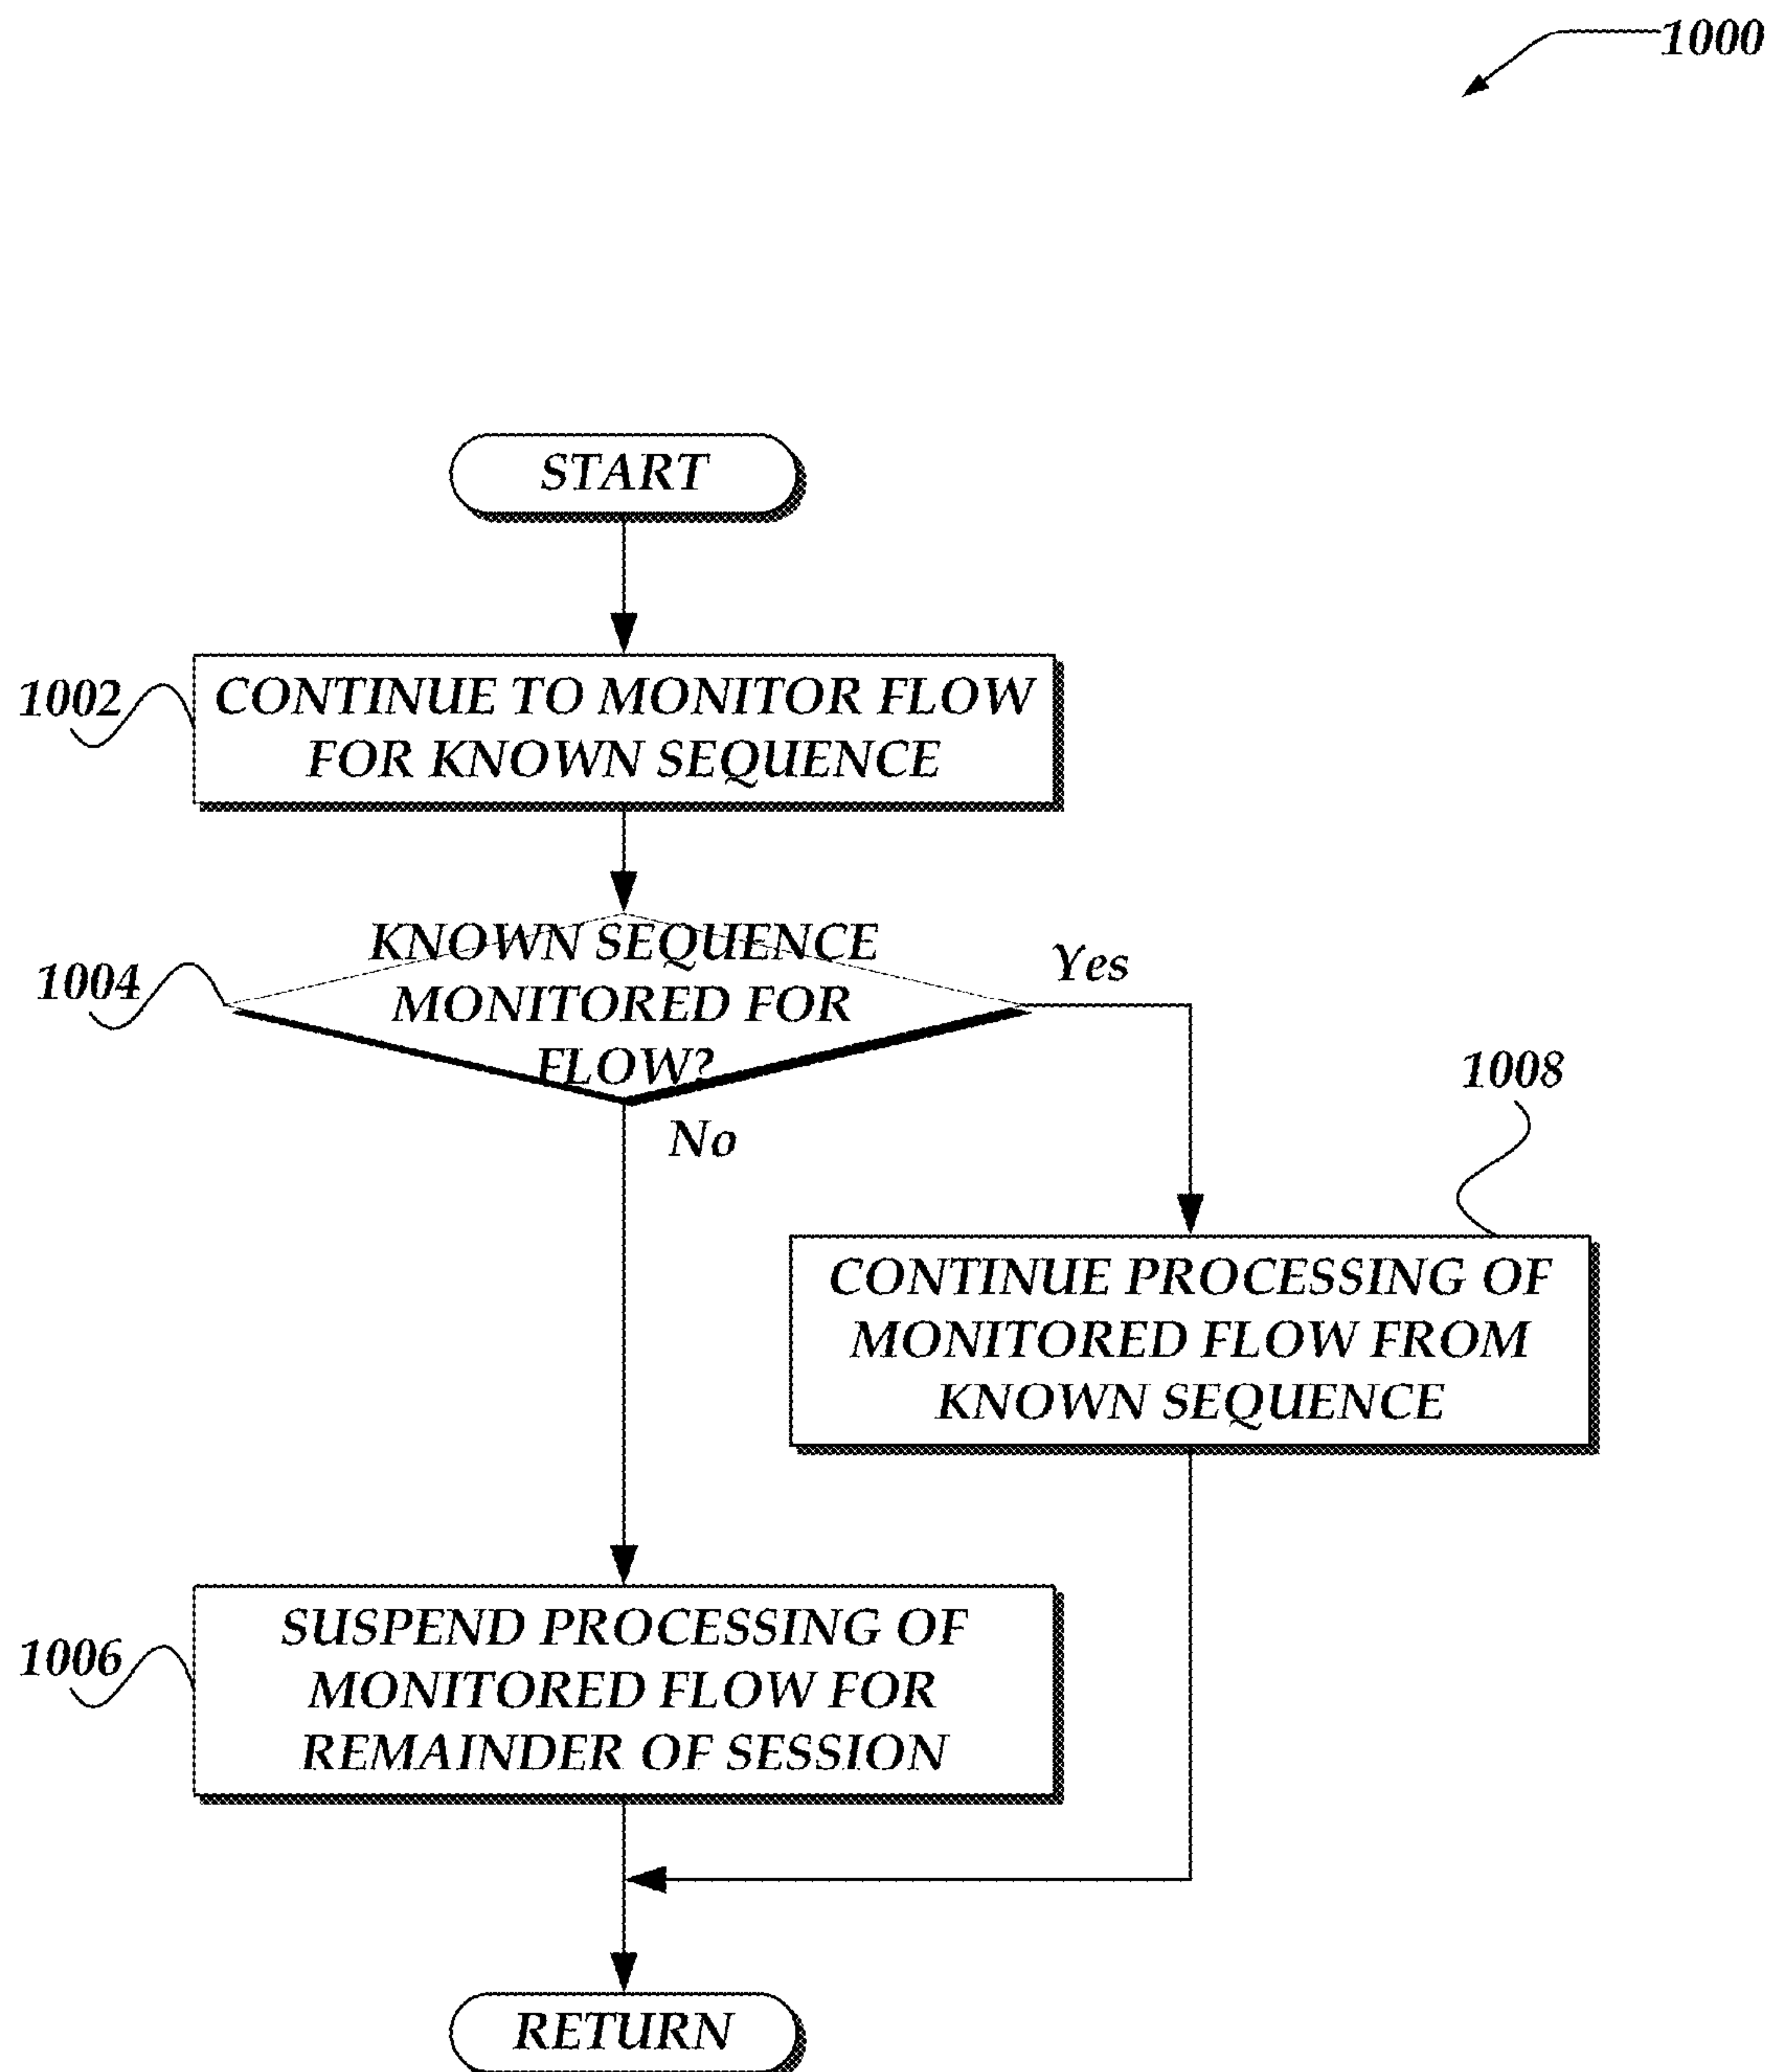 1000
START
1002
CONTINUE TO MONITOR FLOW
FOR KNOWN SEQUENCE
KNOWN SEQUENCE
MONITORED FOR
FLOW?
1004
Yes
No
1008
CONTINUE PROCESSING OF
MONITORED FLOW FROM
KNOWN SEQUENCE
1006
SUSPEND PROCESSING OF
MONITORED FLOW FOR
REMAINDER OF SESSION
RETURN